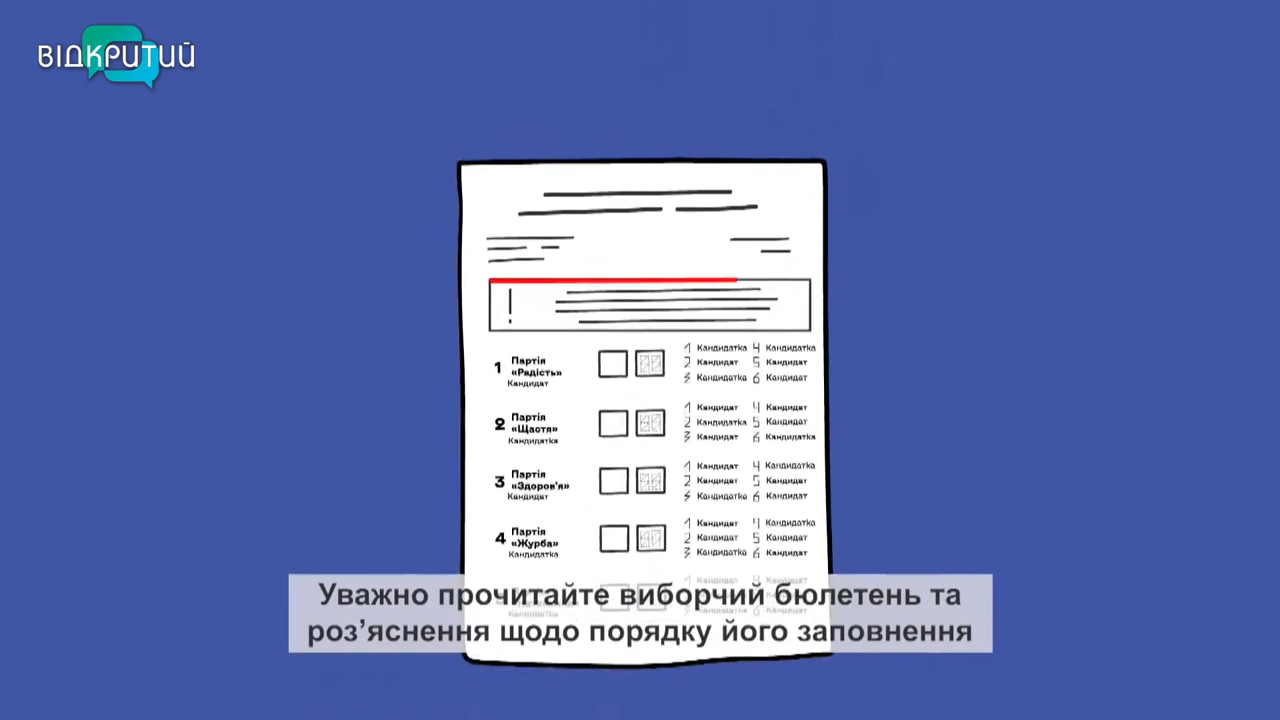 ВІДКРИТИЙ
!
1 Партія «Радість» Кандидат
1 Кандидатка 4 Кандидатка
2 Кандидат 5 Кандидат
3 Кандидатка 6 Кандидат
2 Партія «Щастя» Кандидатка
1 Кандидат 4 Кандидат
2 Кандидатка 5 Кандидат
3 Кандидат 6 Кандидатка
3 Партія «Здоров'я» Кандидат
1 Кандидат 4 Кандидатка
2 Кандидат 5 Кандидат
3 Кандидатка 6 Кандидат
4 Партія «Журба» Кандидатка
1 Кандидат 4 Кандидатка
2 Кандидат 5 Кандидат
3 Кандидатка 6 Кандидат
Уважно прочитайте виборчий бюлетень та
роз’яснення щодо порядку його заповнення